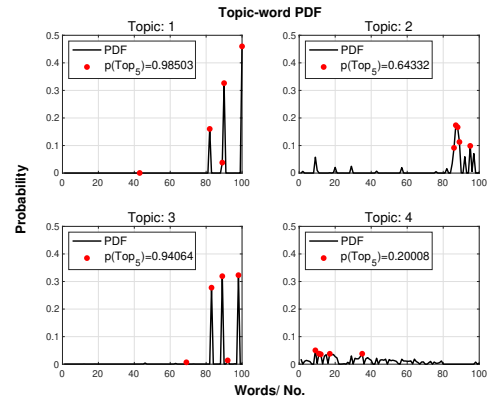 Topic-word PDF
Topic: 1
0.5
0.4
0.3
0.2
0.1
0
PDF
p(Top5)=0.98503
0 20 40 60 80 100
Topic: 2
0.5
0.4
0.3
0.2
0.1
0
PDF
p(Top5)=0.64332
0 20 40 60 80 100
Probability
Topic: 3
0.5
0.4
0.3
0.2
0.1
0
PDF
p(Top5)=0.94064
0 20 40 60 80 100
Topic: 4
0.5
0.4
0.3
0.2
0.1
0
PDF
p(Top5)=0.20008
0 20 40 60 80 100
Words/ No.